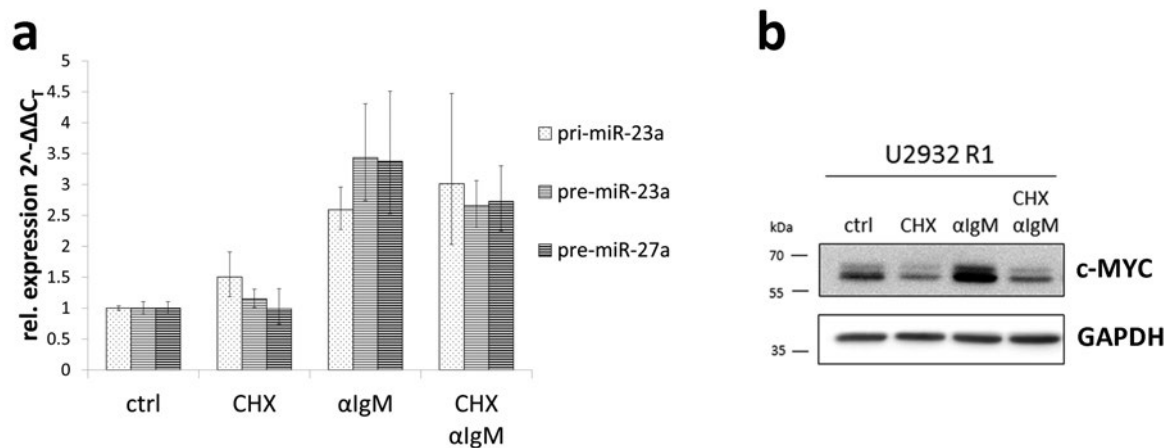 a
rel. expression 2^-ΔΔCT
5
4.5
4
3.5
3
2.5
2
1.5
1
0.5
0
ctrl
CHX
αIgM
CHX
αIgM
pri-miR-23a
pre-miR-23a
pre-miR-27a
b
U2932 R1
kDa
ctrl
CHX
αIgM
CHX
αIgM
70
55
c-MYC
35
GAPDH